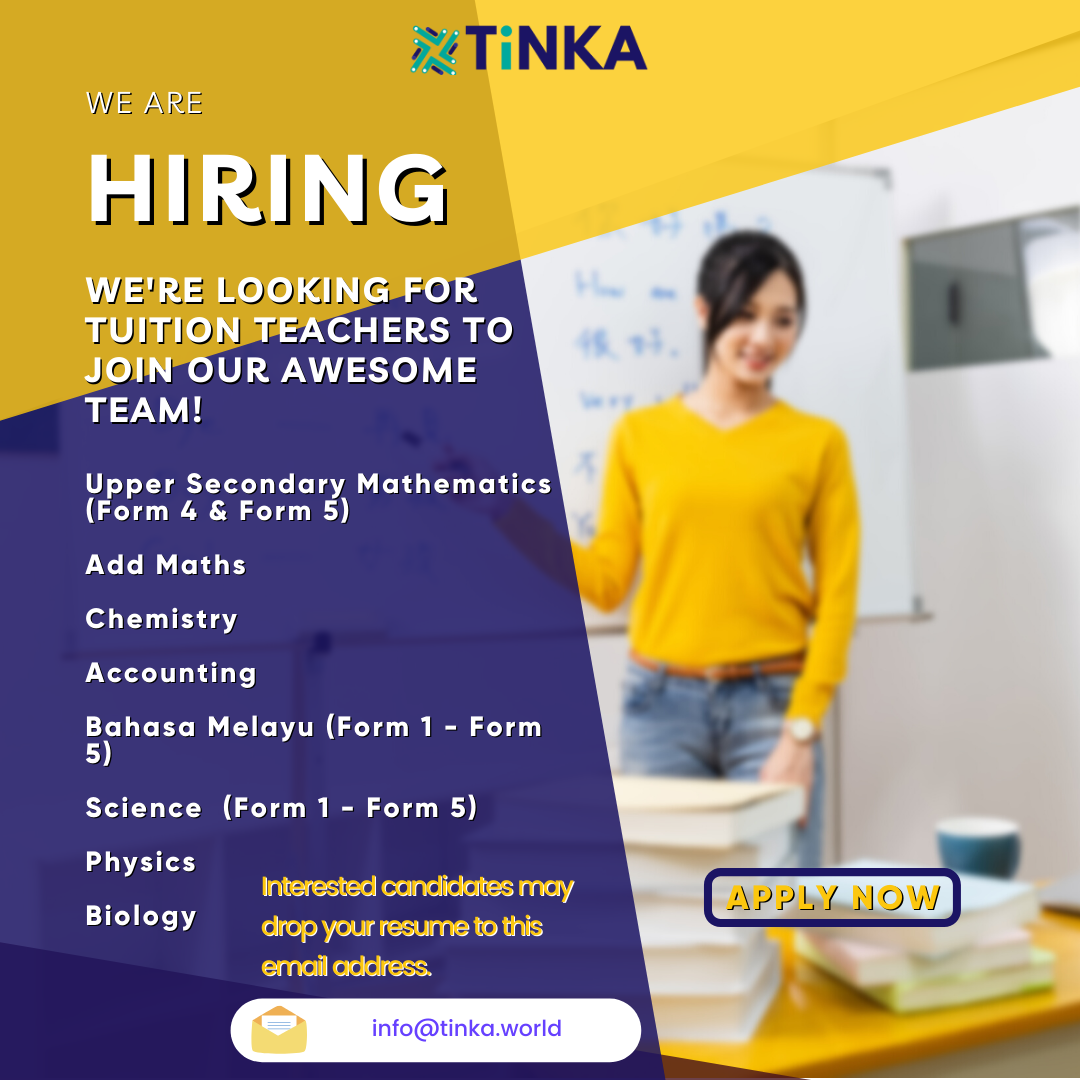 TiNKA
WE ARE
HIRING
WE'RE LOOKING FOR
TUITION TEACHERS TO
JOIN OUR AWESOME
TEAM!
Upper Secondary Mathematics
(Form 4 & Form 5)
Add Maths
Chemistry
Accounting
Bahasa Melayu (Form 1 - Form
5)
Science  (Form 1 - Form 5)
Physics
Biology
Interested candidates may
drop your resume to this
email address.
info@tinka.world
APPLY NOW